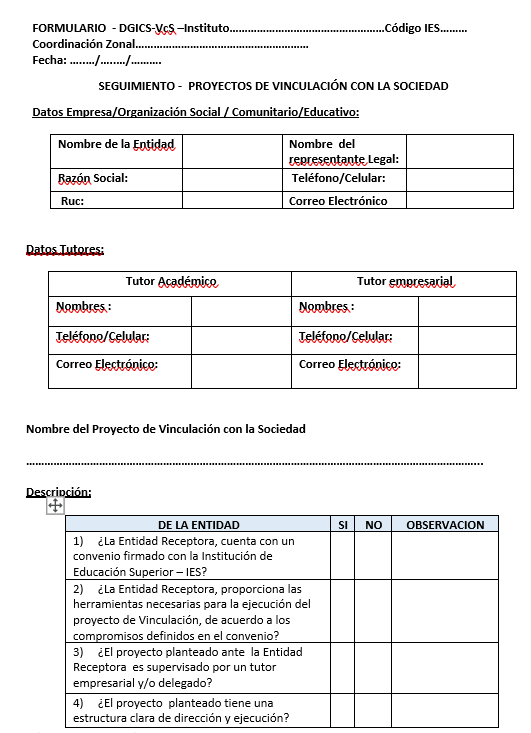 FORMULARIO - DGICS-VcS –Instituto……………………………………………Código IES………
Coordinación Zonal…………………………………………………
Fecha: ......../......../..........
SEGUIMIENTO - PROYECTOS DE VINCULACIÓN CON LA SOCIEDAD
Datos Empresa/Organización Social / Comunitario/Educativo:
Nombre de la Entidad
Nombre del
representante Legal:
Razón Social:
Teléfono/Celular:
Ruc:
Correo Electrónico
Datos Tutores:
Tutor Académico
Tutor empresarial
Nombres :
Nombres :
Teléfono/Celular:
Teléfono/Celular:
Correo Electrónico:
Correo Electrónico:
Nombre del Proyecto de Vinculación con la Sociedad
………………………………………………………………………………………………………………………………..
Descripción:
DE LA ENTIDAD SI NO OBSERVACION
1) ¿La Entidad Receptora, cuenta con un
convenio firmado con la Institución de
Educación Superior – IES?
2) ¿La Entidad Receptora, proporciona las
herramientas necesarias para la ejecución del
proyecto de Vinculación, de acuerdo a los
compromisos definidos en el convenio?
3) ¿El proyecto planteado ante la Entidad
Receptora es supervisado por un tutor
empresarial y/o delegado?
4) ¿El proyecto planteado tiene una
estructura clara de dirección y ejecución?